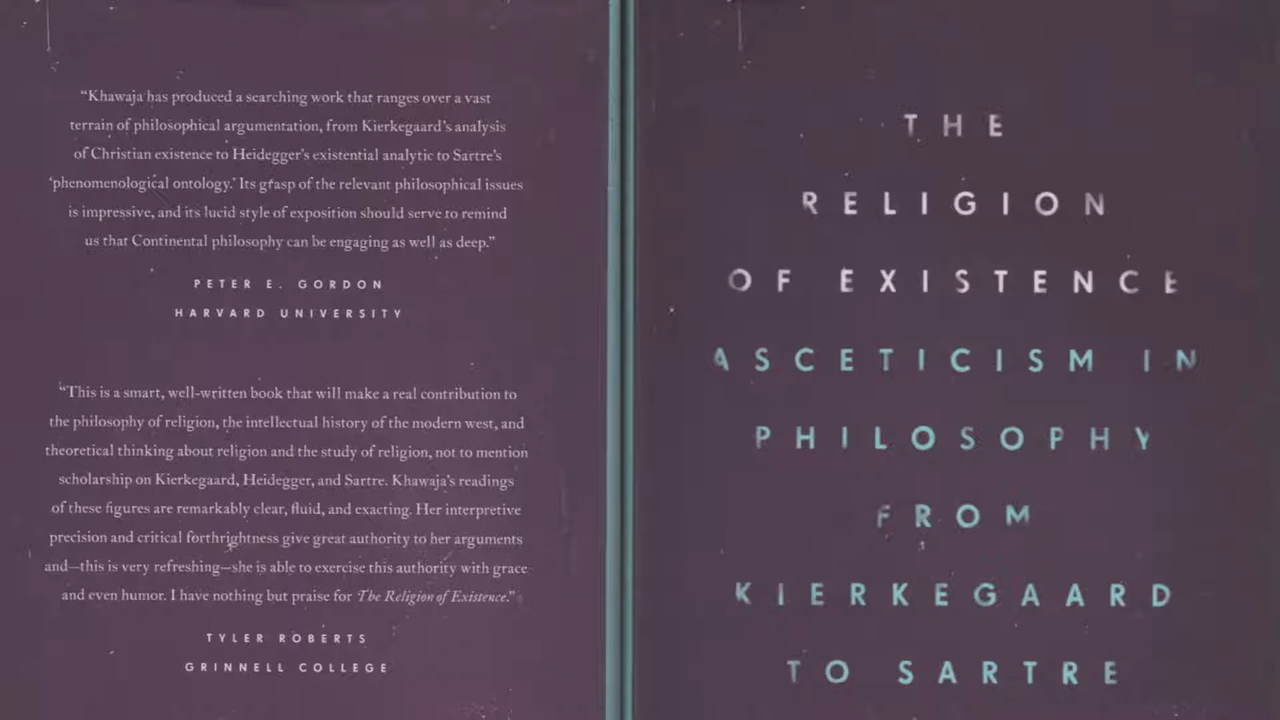 “Khawaja has produced a searching work that ranges over a vast
terrain of philosophical argumentation, from Kierkegaard’s analysis
of Christian existence to Heidegger’s existential analytic to Sartre’s
‘phenomenological ontology.’ Its grasp of the relevant philosophical issues
is impressive, and its lucid style of exposition should serve to remind
us that Continental philosophy can be engaging as well as deep.”
PETER E. GORDON
HARVARD UNIVERSITY
“This is a smart, well-written book that will make a real contribution to
the philosophy of religion, the intellectual history of the modern west, and
theoretical thinking about religion and the study of religion, not to mention
scholarship on Kierkegaard, Heidegger, and Sartre. Khawaja’s readings
of these figures are remarkably clear, fluid, and exacting. Her interpretive
precision and critical forthrightness give great authority to her arguments
and—this is very refreshing—she is able to exercise this authority with grace
and even humor. I have nothing but praise for The Religion of Existence.”
TYLER ROBERTS
GRINNELL COLLEGE
THE
RELIGION
OF EXISTENCE
ASCETICISM IN
PHILOSOPHY
FROM
KIERKEGAARD
TO SARTRE